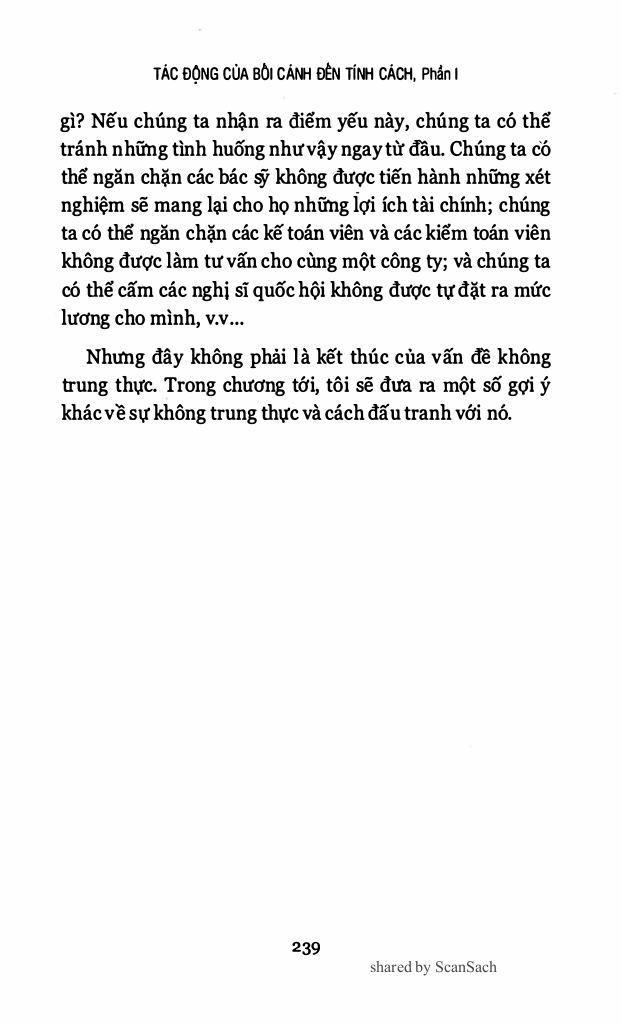 TÁC ĐỘNG CỦA BỐI CẢNH ĐẾN TÍNH CÁCH, Phần I
gì? Nếu chúng ta nhận ra điểm yếu này, chúng ta có thể
tránh những tình huống như vậy ngay từ đầu. Chúng ta có
thể ngăn chặn các bác sỹ không được tiến hành những xét
nghiệm sẽ mang lại cho họ những lợi ích tài chính; chúng
ta có thể ngăn chặn các kế toán viên và các kiểm toán viên
không được làm tư vấn cho cùng một công ty; và chúng ta
có thể cấm các nghị sĩ quốc hội không được tự đặt ra mức
lương cho mình, v.v...
Nhưng đây không phải là kết thúc của vấn đề không
trung thực. Trong chương tới, tôi sẽ đưa ra một số gợi ý
khác về sự không trung thực và cách đấu tranh với nó.
239
shared by ScanSach